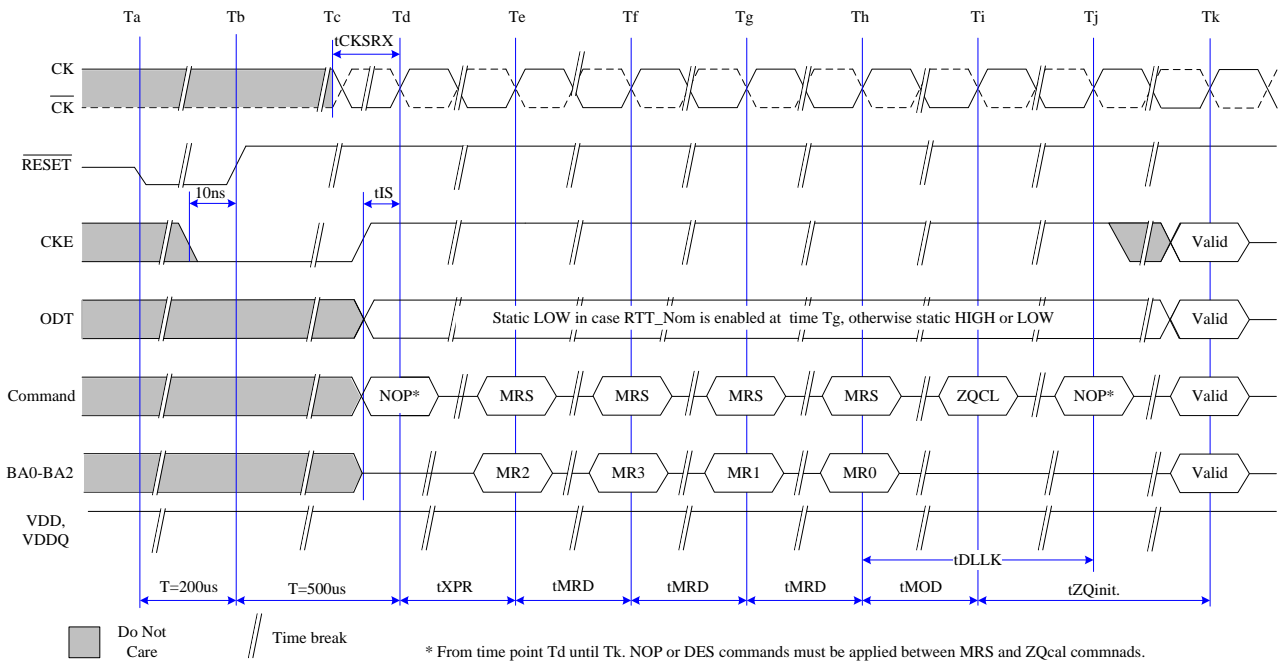 Ta Tb Tc Td Te Tf Tg Th Ti Tj Tk
tCKSRX
CK
CK
RESET
10ns
tIS
CKE
Valid
ODT
Static LOW in case RTT_Nom is enabled at time Tg, otherwise static HIGH or LOW
Valid
Command
NOP* MRS MRS MRS MRS ZQCL NOP* Valid
BA0-BA2
MR2 MR3 MR1 MR0 Valid
VDD,
VDDQ
tDLLK
T=200us T=500us tXPR tMRD tMRD tMRD tMOD tZQinit.
Do Not
Care
Time break
* From time point Td until Tk. NOP or DES commands must be applied between MRS and ZQcal commnads.